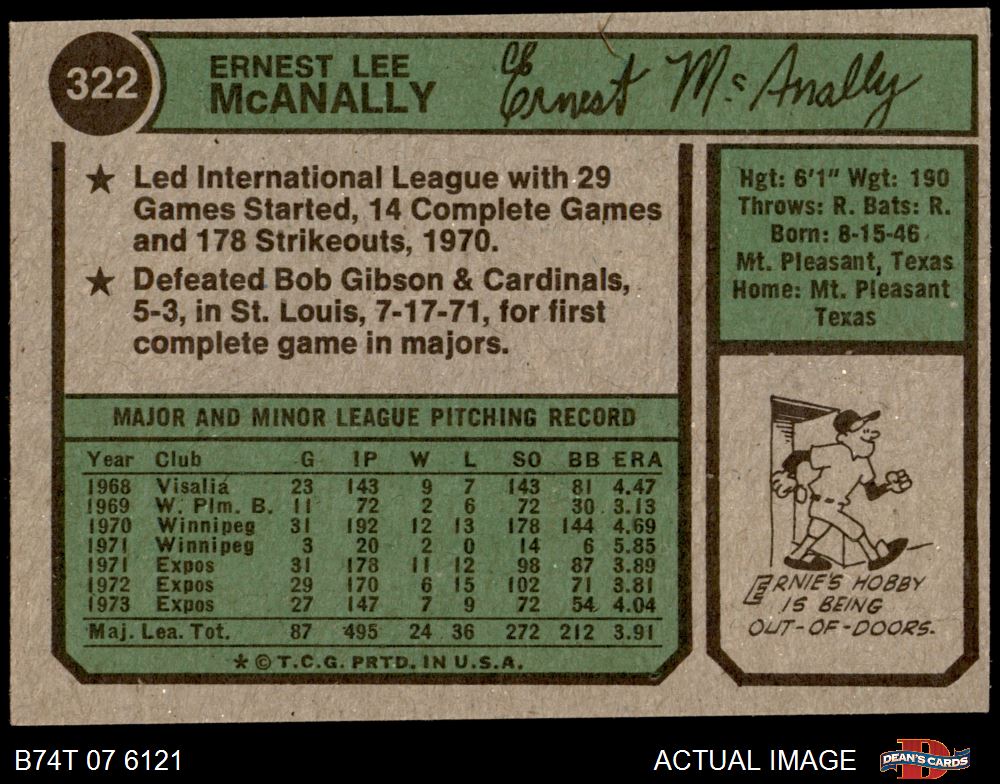 322
ERNEST LEE
McANALLY
Ernest McAnally
★ Led International League with 29
Games Started, 14 Complete Games
and 178 Strikeouts, 1970.
★ Defeated Bob Gibson & Cardinals,
5-3, in St. Louis, 7-17-71, for first
complete game in majors.
Hgt: 6'1" Wgt: 190
Throws: R. Bats: R.
Born: 8-15-46
Mt. Pleasant, Texas
Home: Mt. Pleasant
Texas
MAJOR AND MINOR LEAGUE PITCHING RECORD
Year Club G IP W L SO BB ERA
1968 Visalia 23 143 9 7 143 81 4.47
1969 W. Plm. B. 11 72 2 6 72 30 3.13
1970 Winnipeg 31 192 12 13 178 144 4.69
1971 Winnipeg 3 20 2 0 14 6 5.85
1971 Expos 31 178 11 12 98 87 3.89
1972 Expos 29 170 6 15 102 71 3.81
1973 Expos 27 147 7 9 72 54 4.04
Maj. Lea. Tot. 87 495 24 36 272 212 3.91
★ © T.C.G. PRTD. IN U.S.A.
ERNIE'S HOBBY
IS BEING
OUT-OF-DOORS.
B74T 07 6121
ACTUAL IMAGE
DEAN'S CARDS